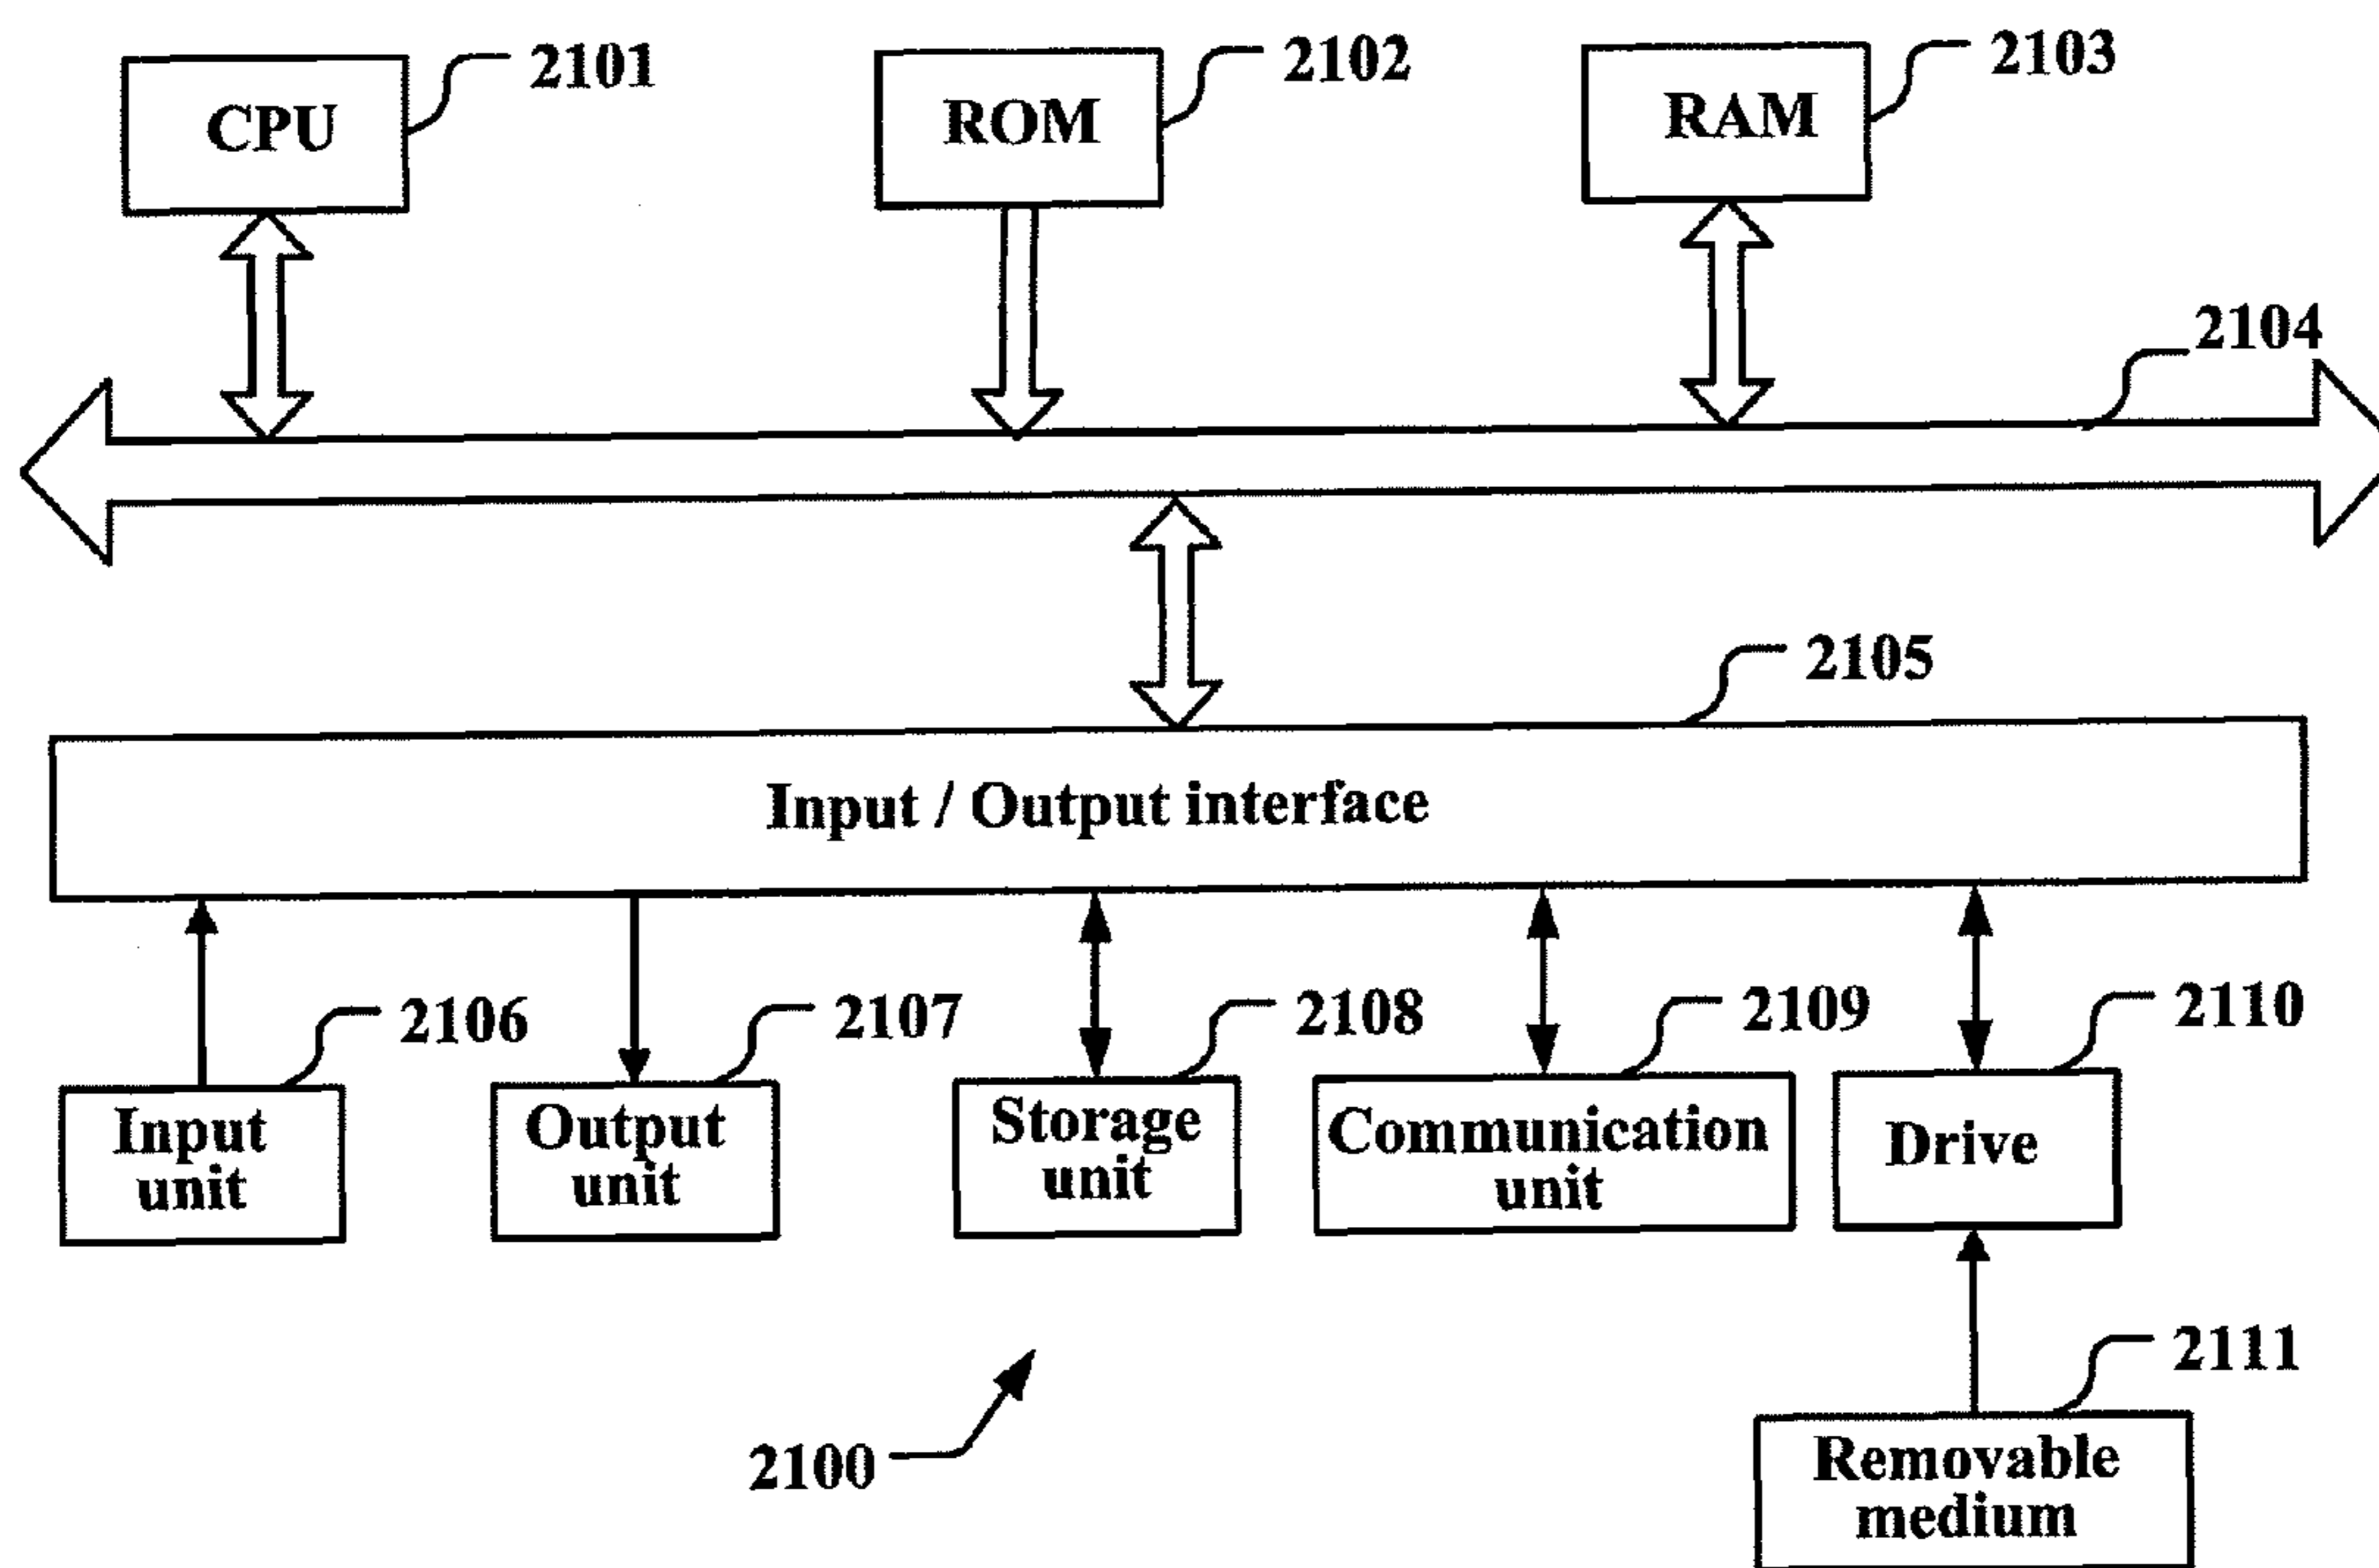 CPU
2101
ROM
2102
RAM
2103
2104
2105
Input / Output interface
2106
2107
2108
2109
2110
Input
unit
Output
unit
Storage
unit
Communication
unit
Drive
2111
2100
Removable
medium